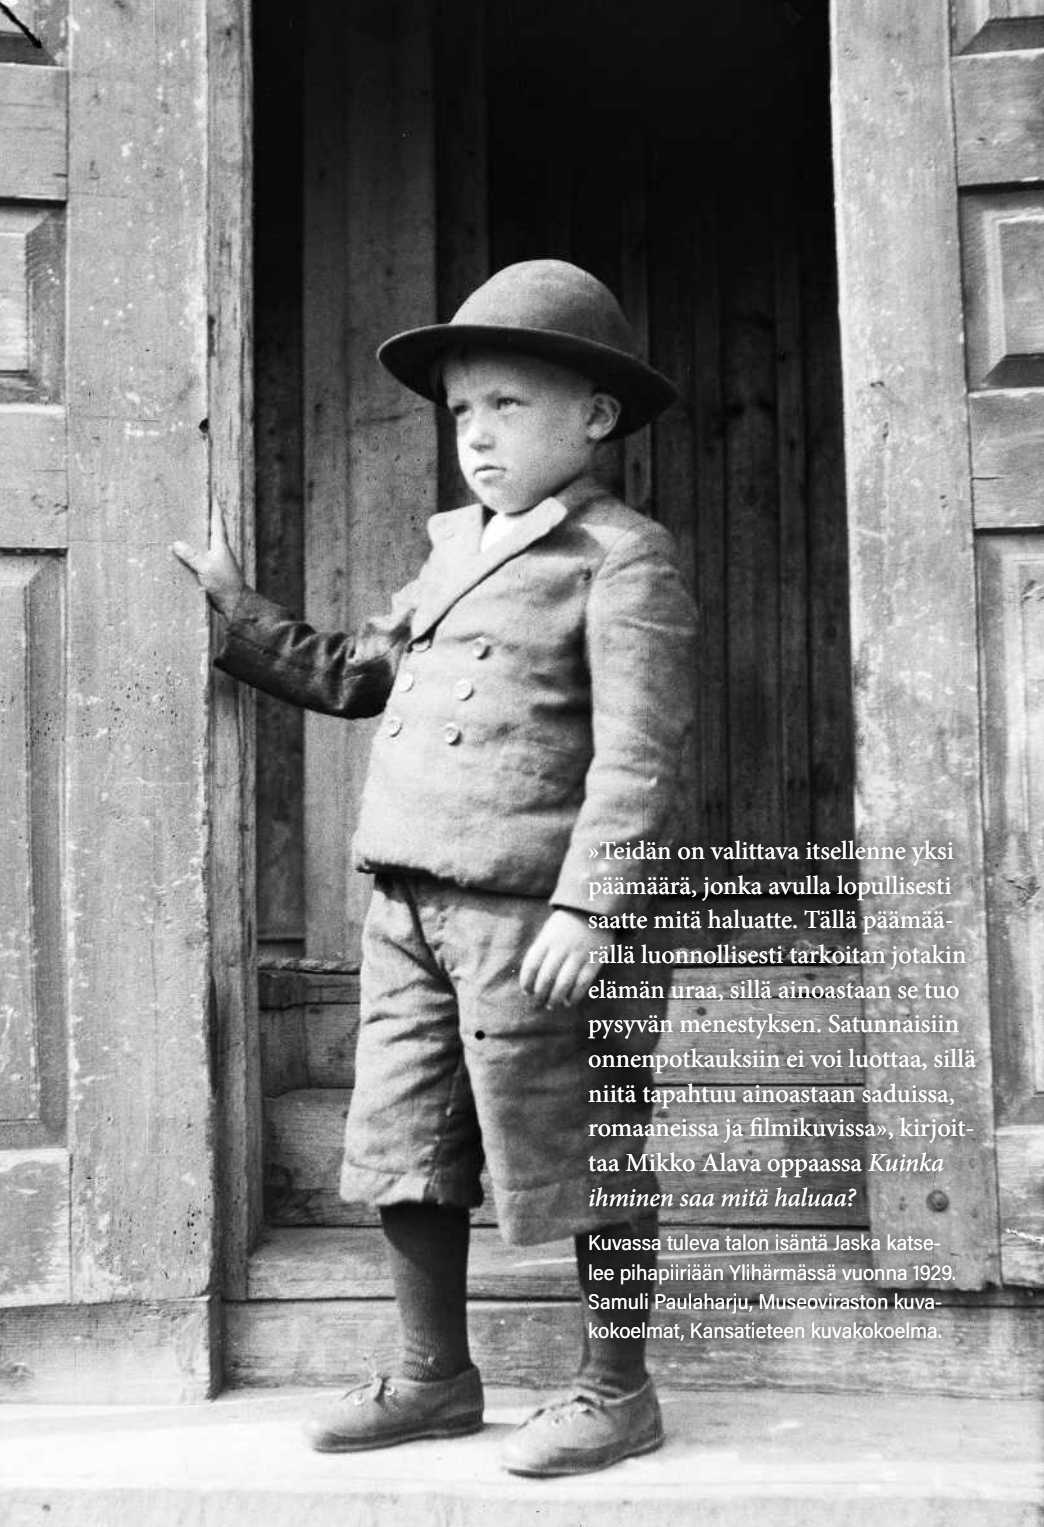 »Teidän on valittava itsellenne yksi
päämäärä, jonka avulla lopullisesti
saatte mitä haluatte. Tällä päämää-
rällä luonnollisesti tarkoitan jotakin
elämän uraa, sillä ainoastaan se tuo
pysyvän menestyksen. Satunnaisiin
onnenpotkauksiin ei voi luottaa, sillä
niitä tapahtuu ainoastaan saduissa,
romaaneissa ja filmikuvissa», kirjoit-
taa Mikko Alava oppaassa Kuinka
ihminen saa mitä haluaa?
Kuvassa tuleva talon isäntä Jaska katse-
lee pihapiiriään Ylihärmässä vuonna 1929.
Samuli Paulaharju, Museoviraston kuva-
kokoelmat, Kansatieteen kuvakokoelma.